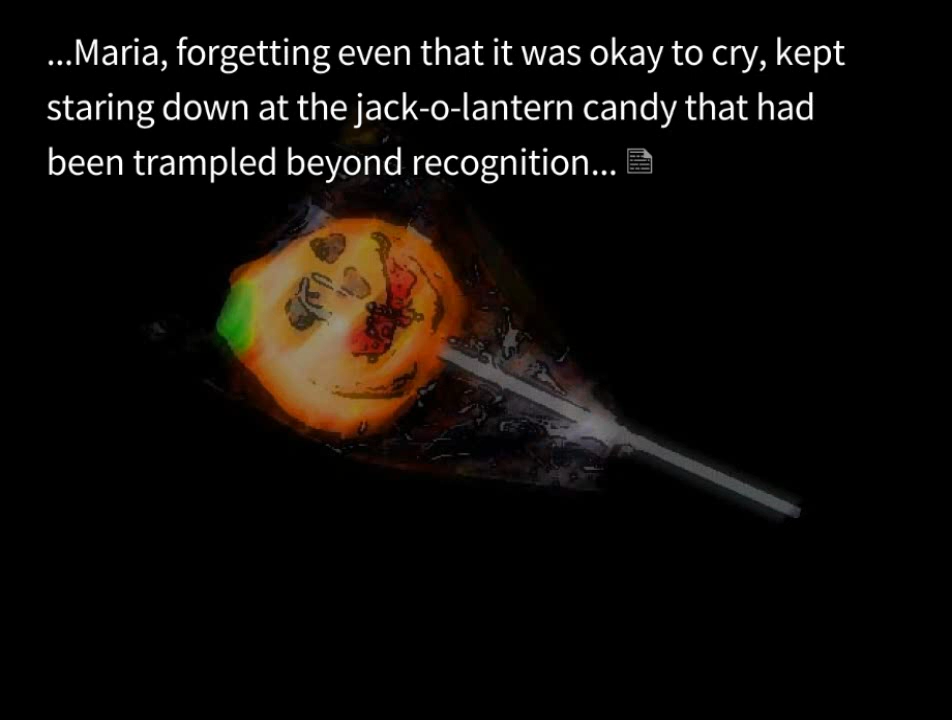 ...Maria, forgetting even that it was okay to cry, kept
staring down at the jack-o-lantern candy that had
been trampled beyond recognition...